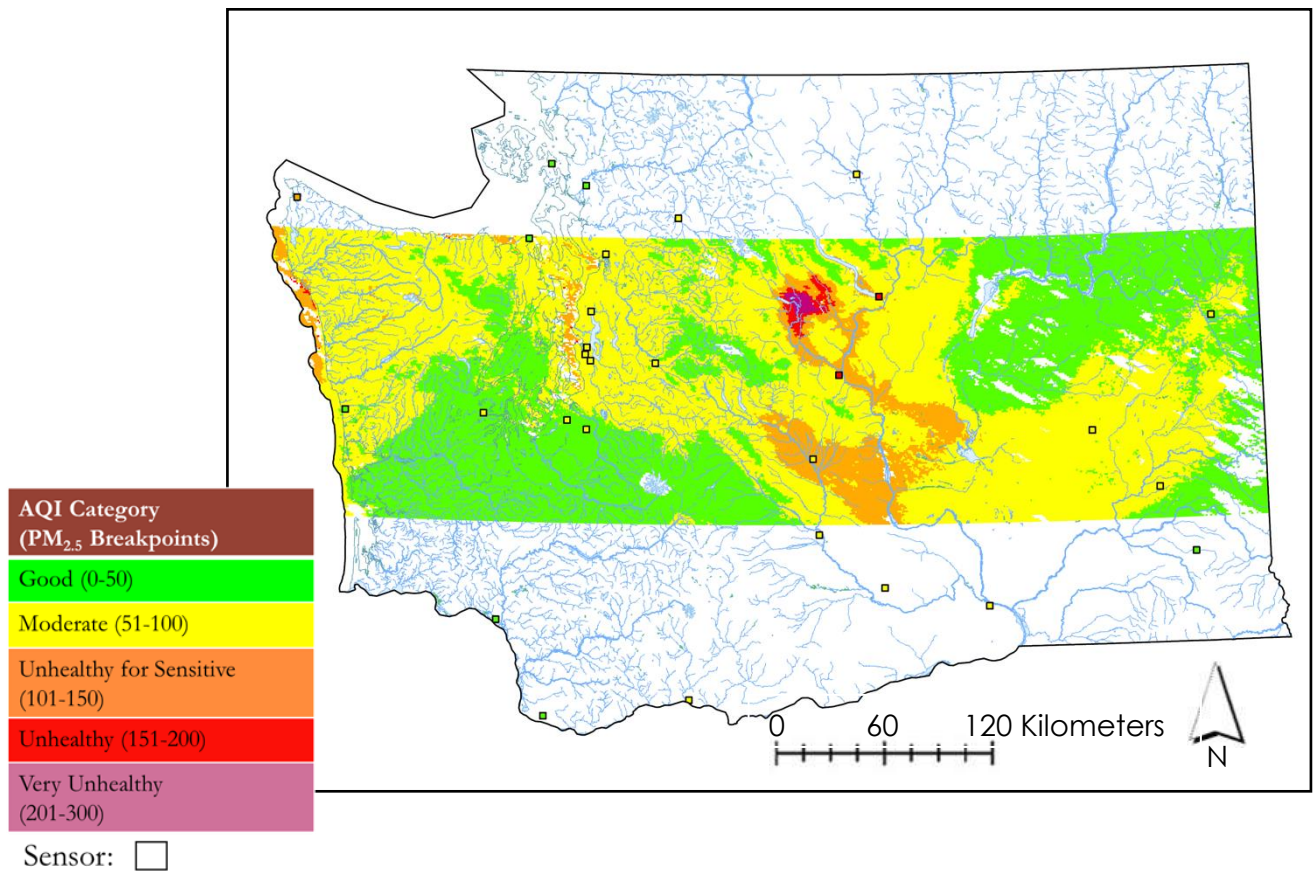 AQI Category
(PM2.5 Breakpoints)
Good (0-50)
Moderate (51-100)
Unhealthy for Sensitive
(101-150)
Unhealthy (151-200)
Very Unhealthy
(201-300)
Sensor:
0 60 120 Kilometers
N